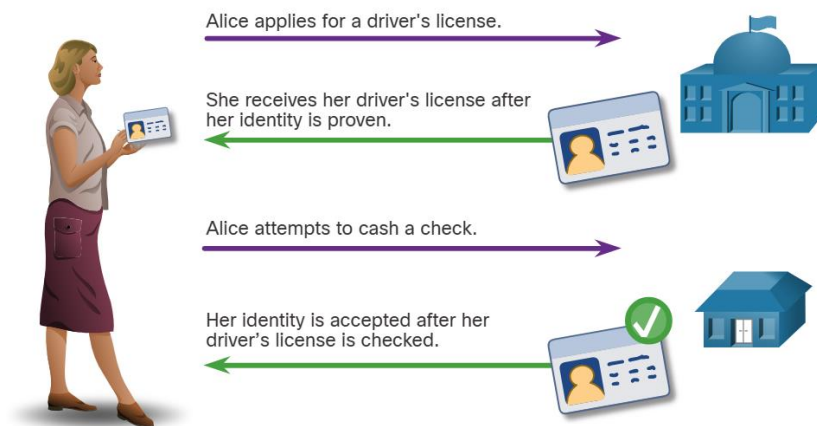 Alice applies for a driver's license.
She receives her driver's license after
her identity is proven.
Alice attempts to cash a check.
Her identity is accepted after her
driver’s license is checked.